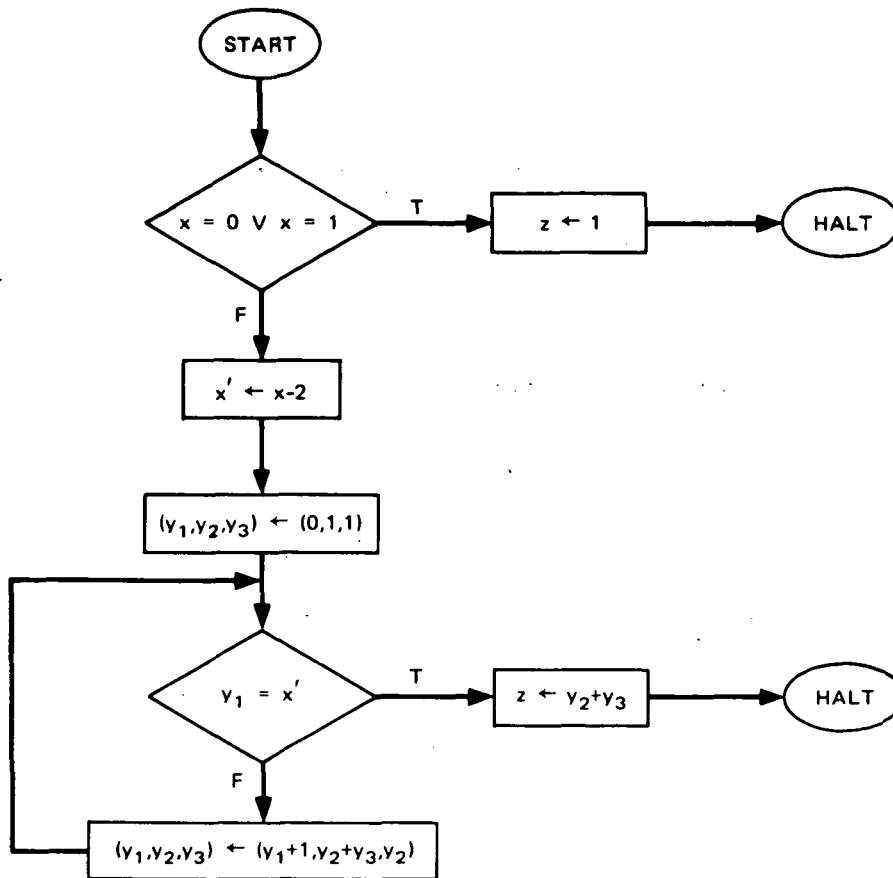 START
x = 0 V x = 1
T
z ← 1
HALT
F
x′ ← x-2
(y₁,y₂,y₃) ← (0,1,1)
y₁ = x′
T
z ← y₂+y₃
HALT
F
(y₁,y₂,y₃) ← (y₁+1,y₂+y₃,y₂)